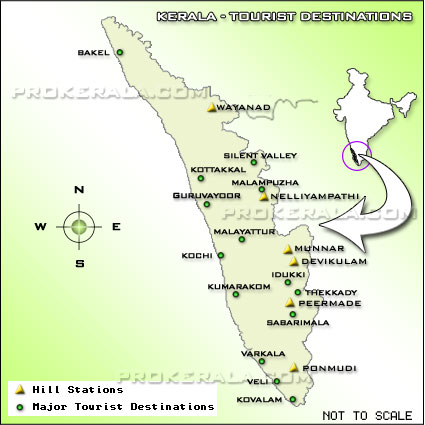 KERALA - TOURIST DESTINATIONS
BAKEL
PROKERALA.COM
WAYANAD
SILENT VALLEY
KOTTAKKAL
MALAMPUZHA
NELLIYAMPATHI
GURUVAYOOR
PROKERALA.COM
N
W E
S
MALAYATTUR
MUNNAR
KOCHI
DEVIKULAM
IDUKKI
THEKKADY
KUMARAKOM
PEERMADE
SABARIMALA
VARKALA
PONMUDI
PROKERALA.COM
VELI
KOVALAM
Hill Stations
Major Tourist Destinations
NOT TO SCALE